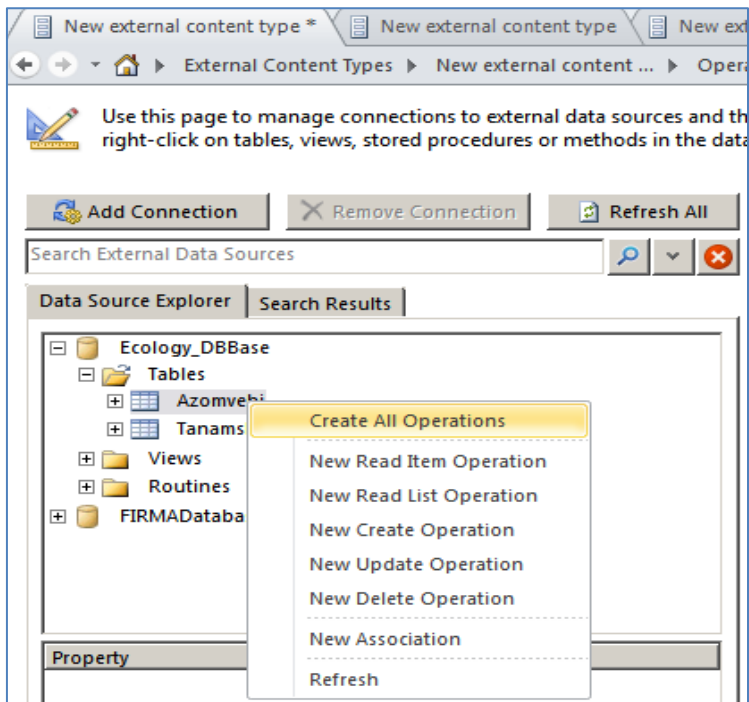 New external content type *
New external content type
New ext
External Content Types
New external content ...
Opera
Use this page to manage connections to external data sources and th
right-click on tables, views, stored procedures or methods in the data
Add Connection
Remove Connection
Refresh All
Search External Data Sources
Data Source Explorer
Search Results
Ecology_DBBase
Tables
Azomvebi
Tanams
Views
Routines
FIRMADataba
Create All Operations
New Read Item Operation
New Read List Operation
New Create Operation
New Update Operation
New Delete Operation
New Association
Refresh
Property